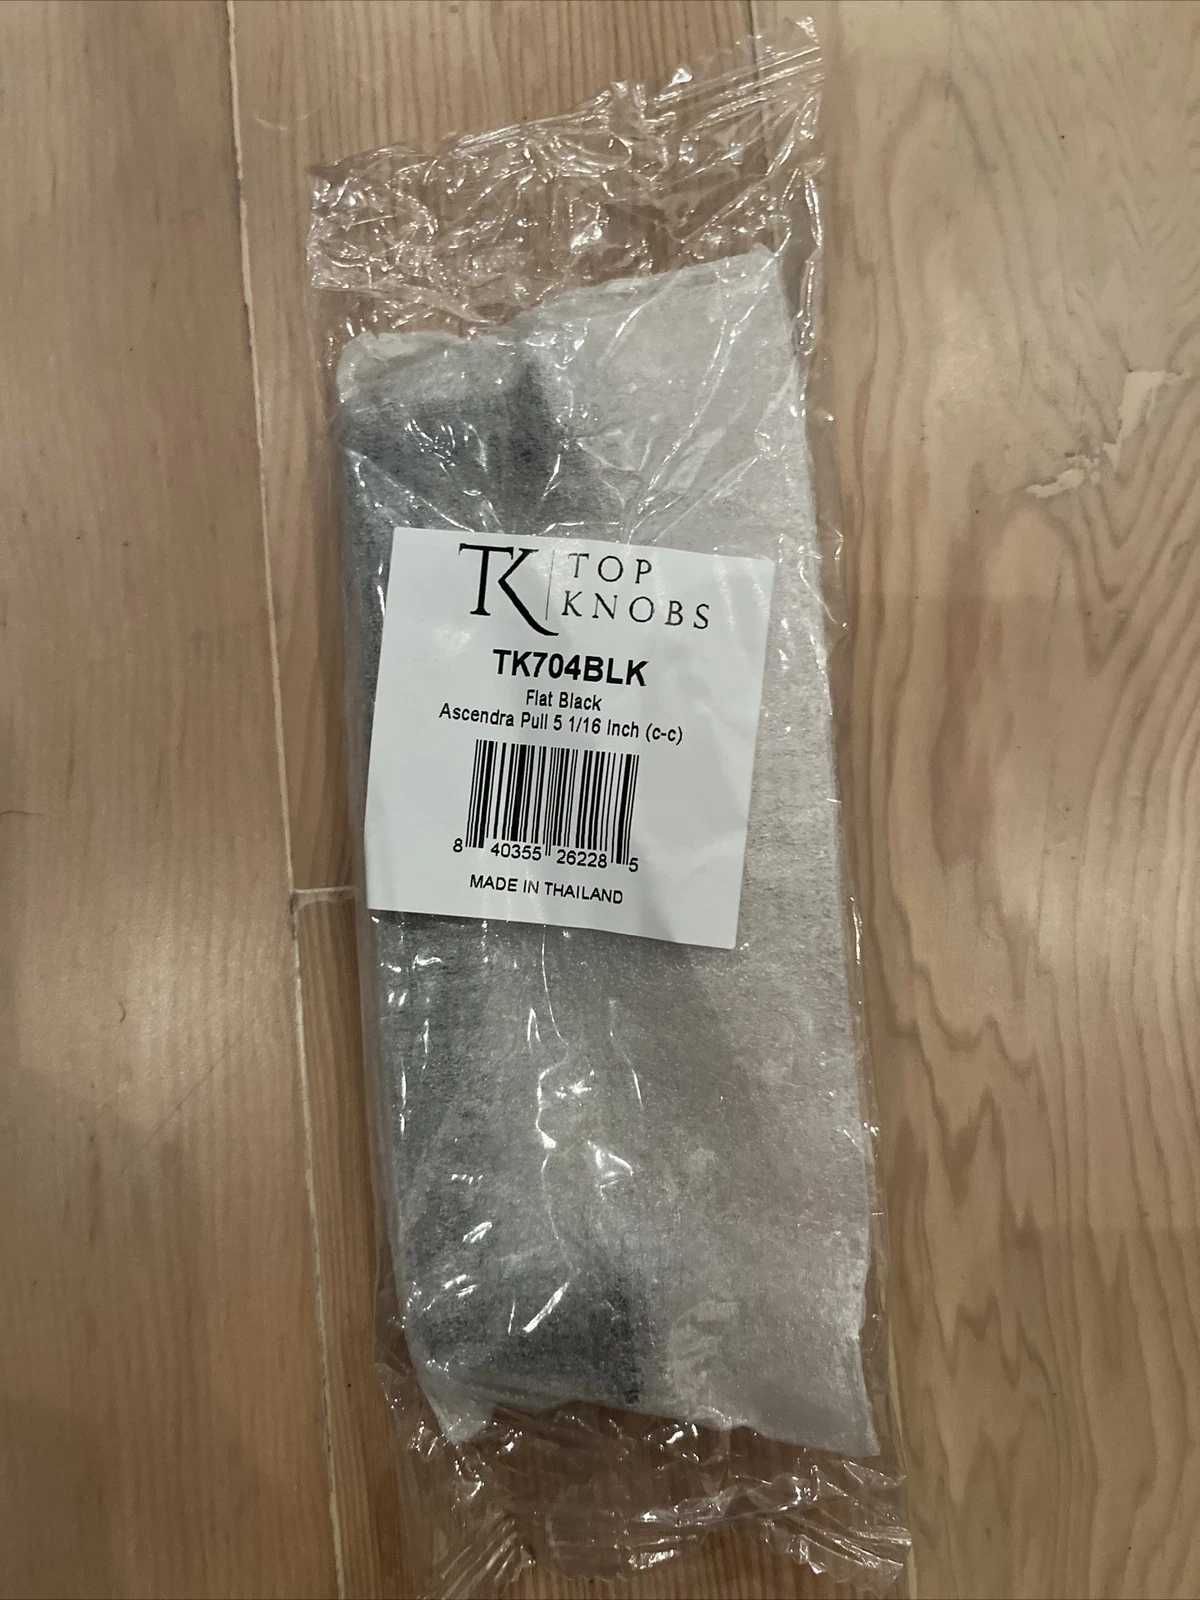 TK TOP
KNOBS
TK704BLK
Flat Black
Ascendra Pull 5 1/16 Inch (c-c)
8 40355 26228 5
MADE IN THAILAND